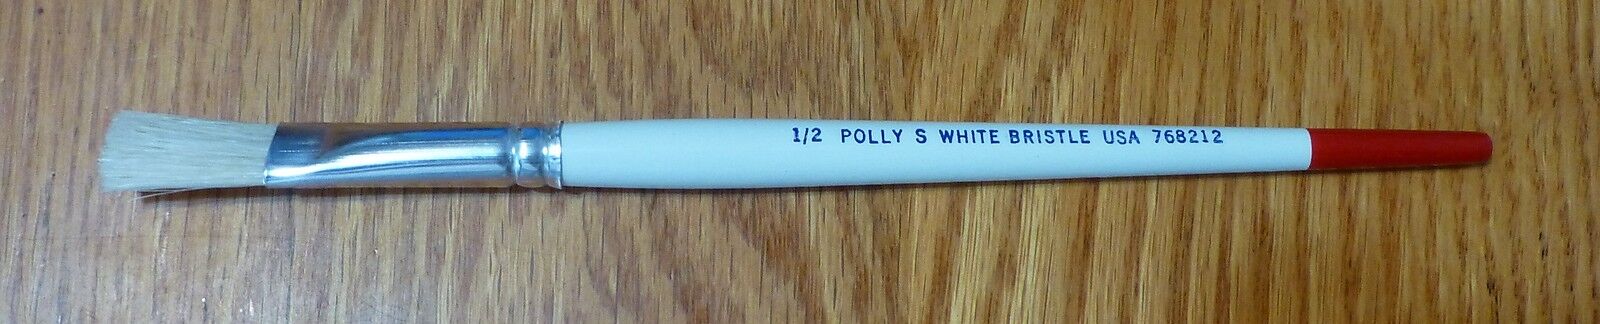 1/2 POLLY S WHITE BRISTLE USA 768212